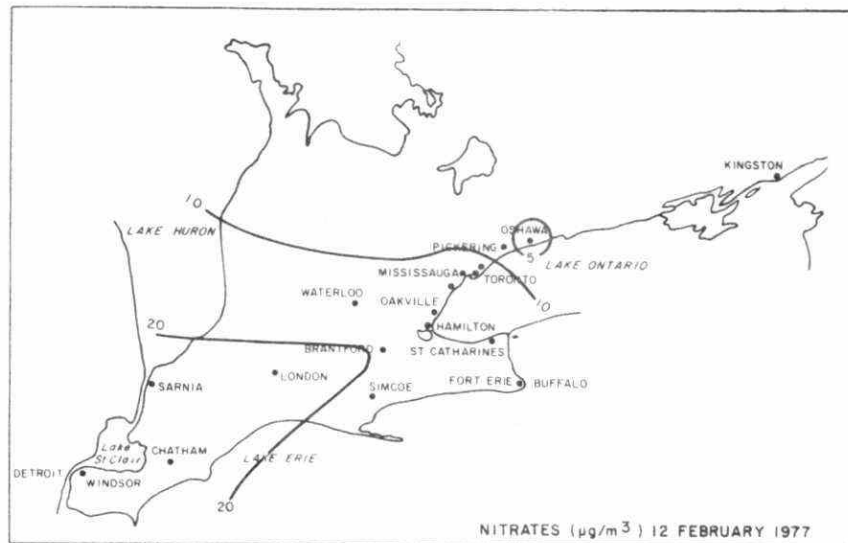 KINGSTON
10
LAKE HURON
OSHAWA
PICKERING
5
LAKE ONTARIO
MISSISSAUGA
TORONTO
WATERLOO
OAKVILLE
10
20
HAMILTON
BRANTFORD
ST CATHARINES
LONDON
SARNIA
SIMCOE
FORT ERIE
BUFFALO
Lake
St Clair
CHATHAM
LAKE ERIE
DETROIT
WINDSOR
20
NITRATES (µg/m³) 12 FEBRUARY 1977